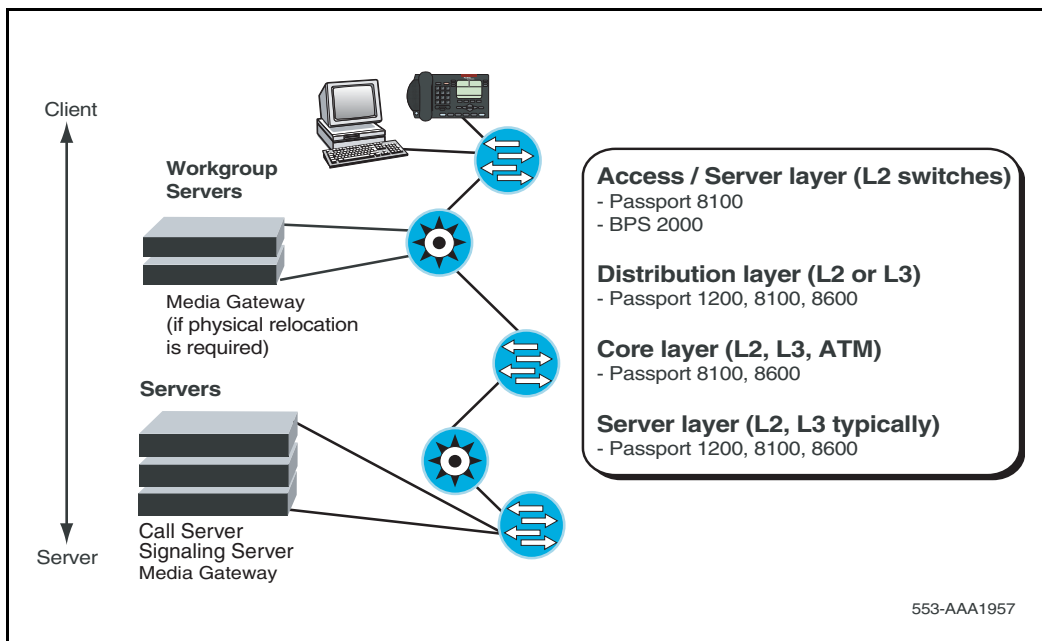 Client
Workgroup
Servers
Media Gateway
(if physical relocation
is required)
Servers
Call Server
Signaling Server
Media Gateway
Server
Access / Server layer (L2 switches)
- Passport 8100
- BPS 2000
Distribution layer (L2 or L3)
- Passport 1200, 8100, 8600
Core layer (L2, L3, ATM)
- Passport 8100, 8600
Server layer (L2, L3 typically)
- Passport 1200, 8100, 8600
553-AAA1957